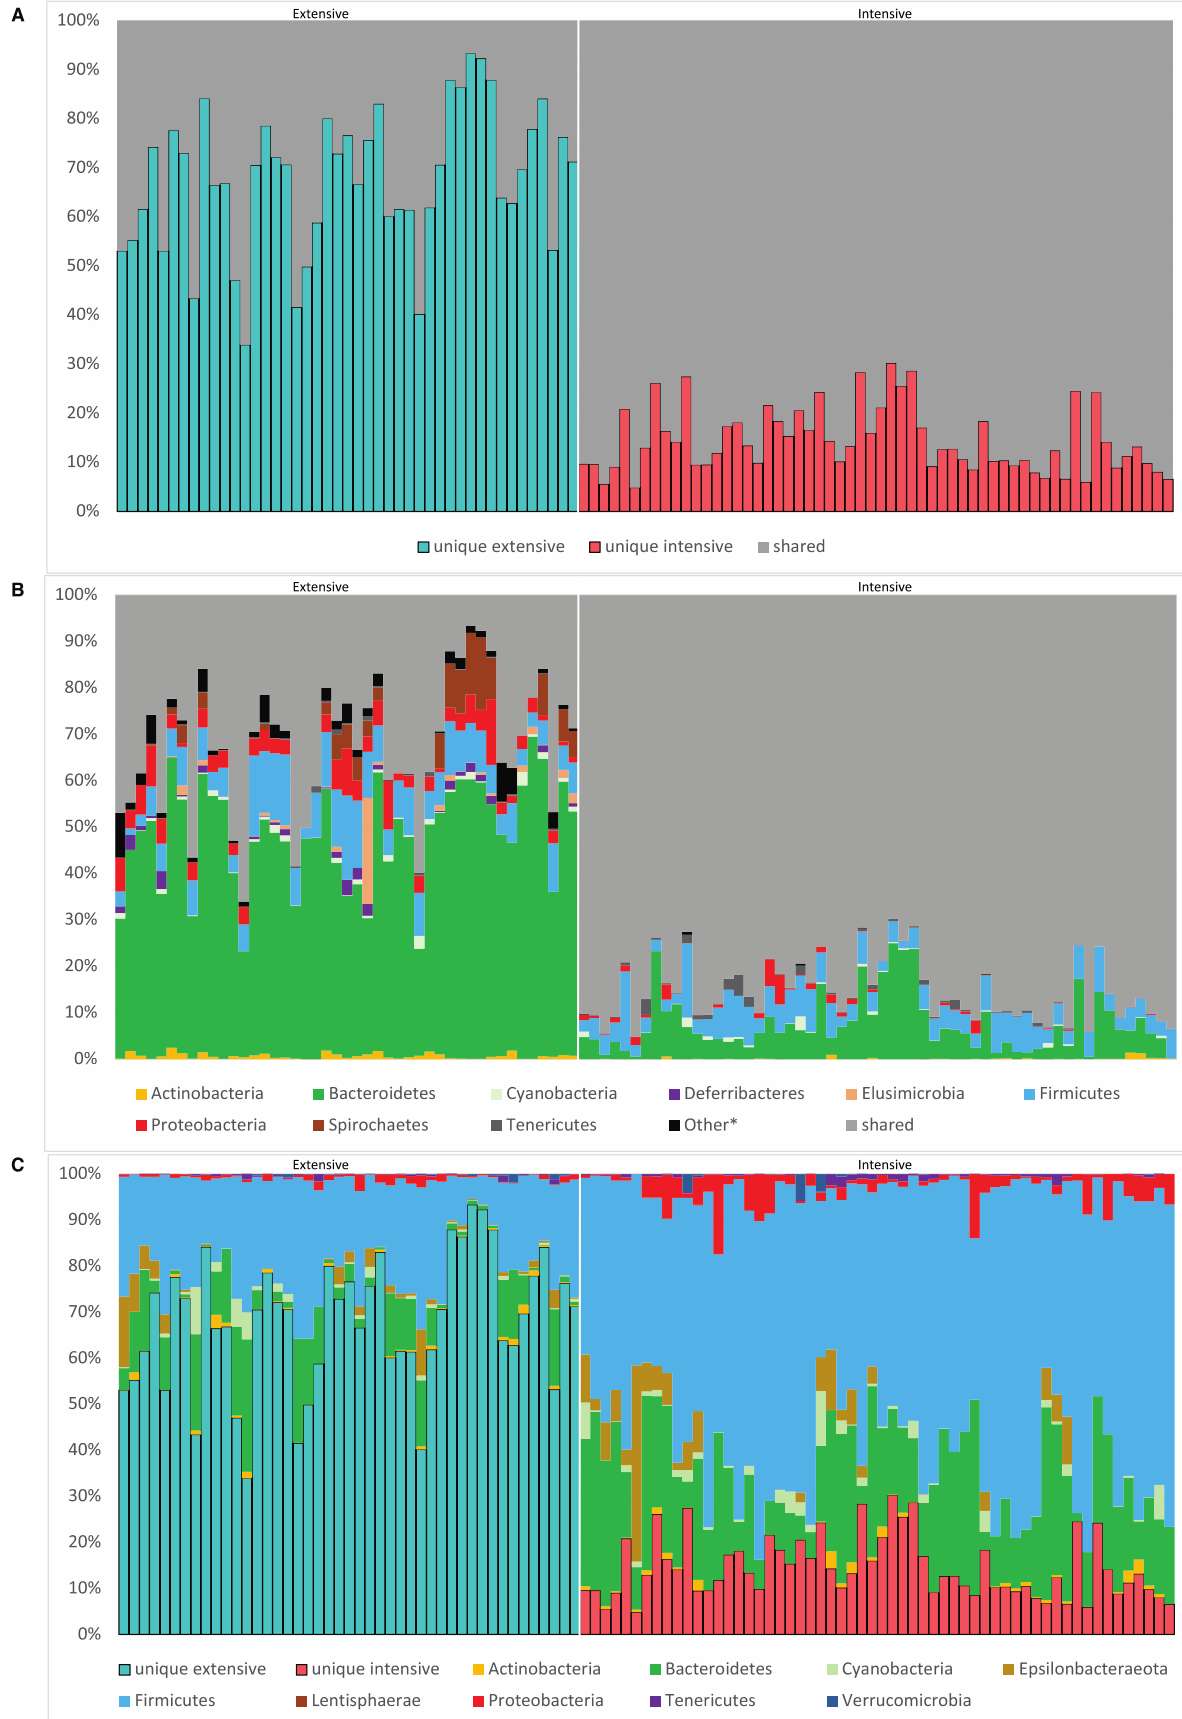 A
Extensive
Intensive
100%
90%
80%
70%
60%
50%
40%
30%
20%
10%
0%
unique extensive
unique intensive
shared
B
Extensive
Intensive
100%
90%
80%
70%
60%
50%
40%
30%
20%
10%
0%
Actinobacteria
Bacteroidetes
Cyanobacteria
Deferribacteres
Elusimicrobia
Firmicutes
Proteobacteria
Spirochaetes
Tenericutes
Other*
shared
C
Extensive
Intensive
100%
90%
80%
70%
60%
50%
40%
30%
20%
10%
0%
unique extensive
unique intensive
Actinobacteria
Bacteroidetes
Cyanobacteria
Epsilonbacteraeota
Firmicutes
Lentisphaerae
Proteobacteria
Tenericutes
Verrucomicrobia